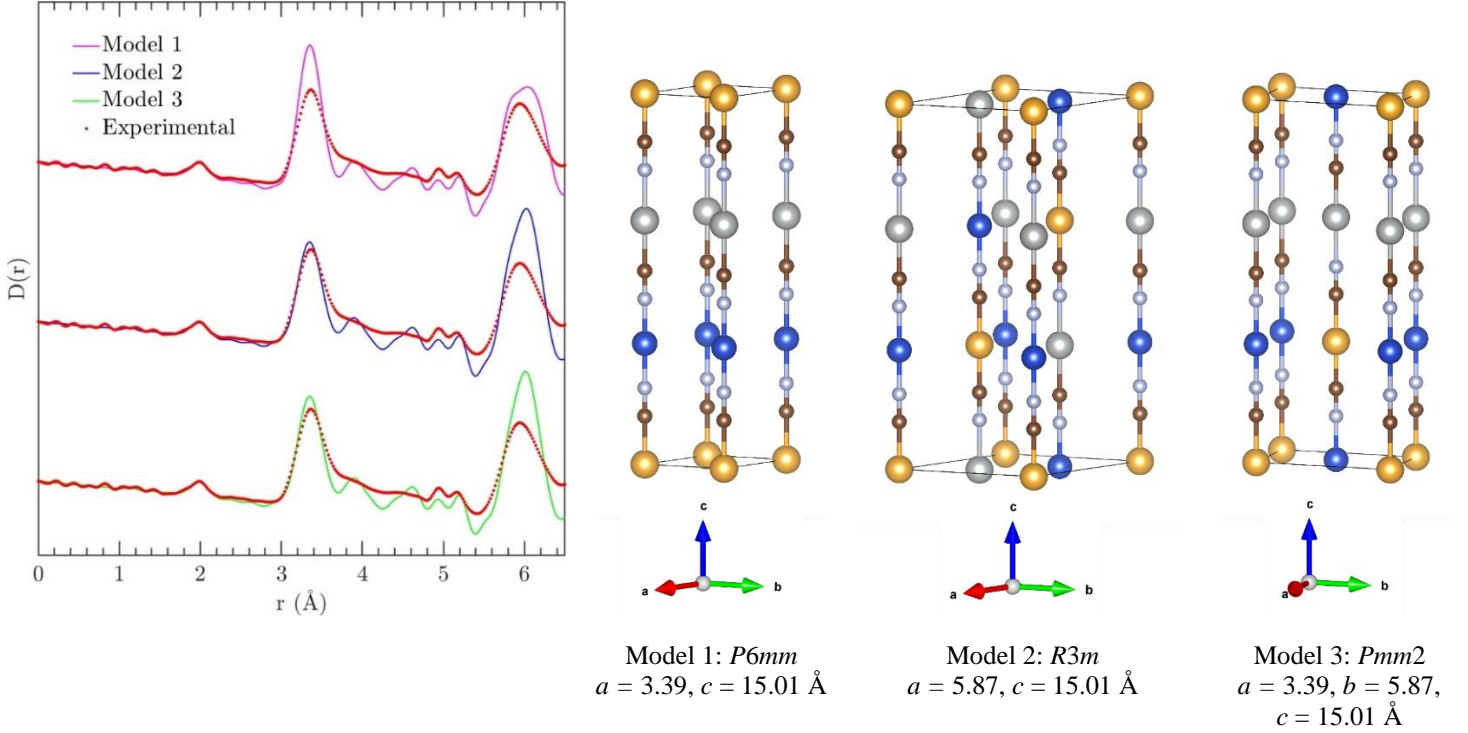 Model 1
Model 2
Model 3
Experimental
D(r)
0 1 2 3 4 5 6
r (Å)
c
a
b
c
a
b
c
a
b
Model 1: P6mm
a = 3.39, c = 15.01 Å
Model 2: R3m
a = 5.87, c = 15.01 Å
Model 3: Pmm2
a = 3.39, b = 5.87,
c = 15.01 Å